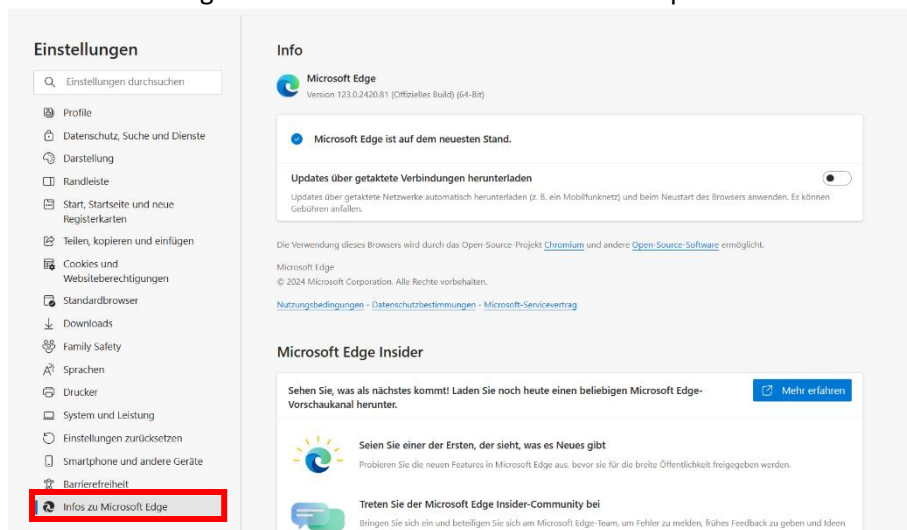 Einstellungen
Einstellungen durchsuchen
Profile
Datenschutz, Suche und Dienste
Darstellung
Randleiste
Start, Startseite und neue
Registerkarten
Teilen, kopieren und einfügen
Cookies und
Websiteberechtigungen
Standardbrowser
Downloads
Family Safety
Sprachen
Drucker
System und Leistung
Einstellungen zurücksetzen
Smartphone und andere Geräte
Barrierefreiheit
Infos zu Microsoft Edge
Info
Microsoft Edge
Version 123.0.2420.81 (Offizielles Build) (64-Bit)
Microsoft Edge ist auf dem neuesten Stand.
Updates über getaktete Verbindungen herunterladen
Updates über getaktete Netzwerke automatisch herunterladen (z. B. ein Mobilfunknetz) und beim Neustart des Browsers anwenden. Es können
Gebühren anfallen.
Die Verwendung dieses Browsers wird durch das Open-Source-Projekt Chromium und andere Open-Source-Software ermöglicht.
Microsoft Edge
© 2024 Microsoft Corporation. Alle Rechte vorbehalten.
Nutzungsbedingungen - Datenschutzbestimmungen - Microsoft-Servicevertrag
Microsoft Edge Insider
Sehen Sie, was als nächstes kommt! Laden Sie noch heute einen beliebigen Microsoft Edge-
Vorschaukanal herunter.
Mehr erfahren
Seien Sie einer der Ersten, der sieht, was es Neues gibt
Probieren Sie die neuen Features in Microsoft Edge aus, bevor sie für die breite Öffentlichkeit freigegeben werden.
Treten Sie der Microsoft Edge Insider-Community bei
Bringen Sie sich ein und beteiligen Sie sich am Microsoft Edge-Team, um Fehler zu melden, frühes Feedback zu geben und Ideen